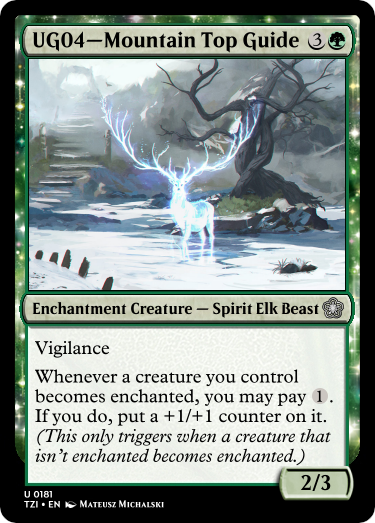 UG04—Mountain Top Guide 3
Enchantment Creature — Spirit Elk Beast
Vigilance
Whenever a creature you control
becomes enchanted, you may pay 1.
If you do, put a +1/+1 counter on it.
(This only triggers when a creature that
isn't enchanted becomes enchanted.)
2/3
U 0181
TZI • EN Mateusz Michalski